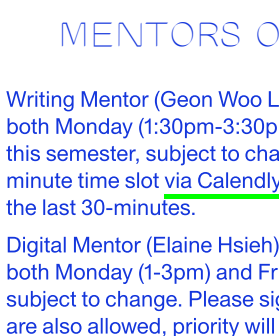 MENTORS O
Writing Mentor (Geon Woo L
both Monday (1:30pm-3:30p
this semester, subject to cha
minute time slot via Calendly
the last 30-minutes.
Digital Mentor (Elaine Hsieh)
both Monday (1-3pm) and Fr
subject to change. Please sig
are also allowed, priority will